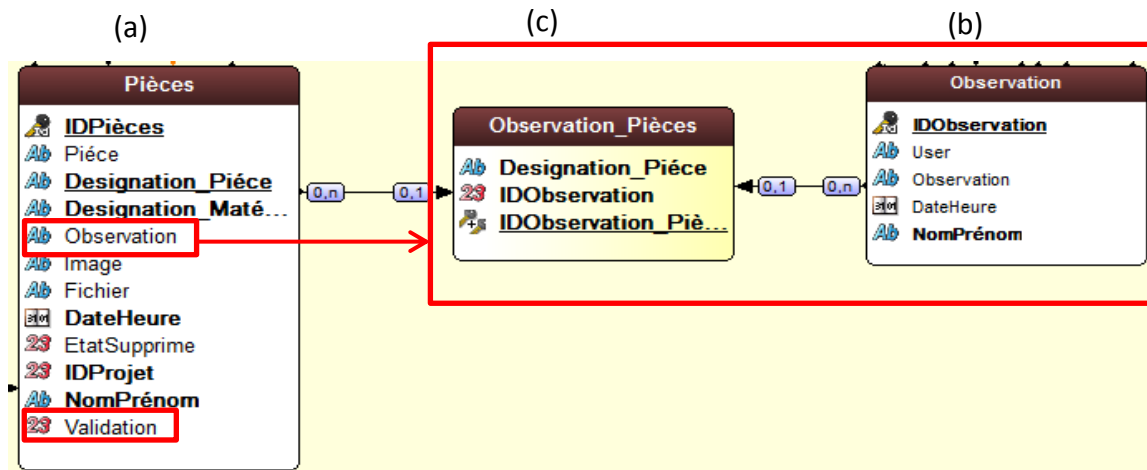 (a)
(c)
(b)
Pièces
IDPièces
Piéce
Designation_Piéce
Designation_Maté...
Observation
Image
Fichier
DateHeure
EtatSupprime
IDProjet
NomPrénom
Validation
0,n
0,1
Observation_Pièces
Designation_Piéce
IDObservation
IDObservation_Piè...
0,1
0,n
Observation
IDObservation
User
Observation
DateHeure
NomPrénom